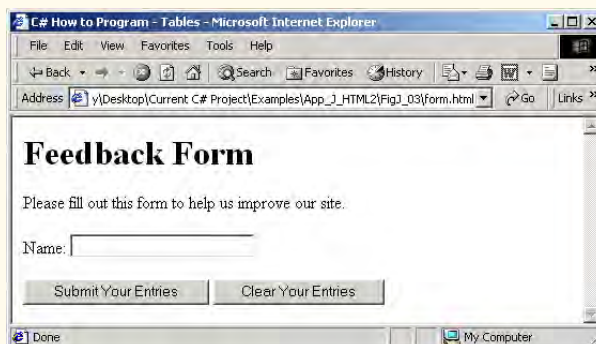 C# How to Program - Tables - Microsoft Internet Explorer
File Edit View Favorites Tools Help
Back Search Favorites History
Address y\Desktop\Current C# Project\Examples\App_J_HTML2\FigJ_03\form.html Go Links »
Feedback Form
Please fill out this form to help us improve our site.
Name:
Submit Your Entries Clear Your Entries
Done My Computer